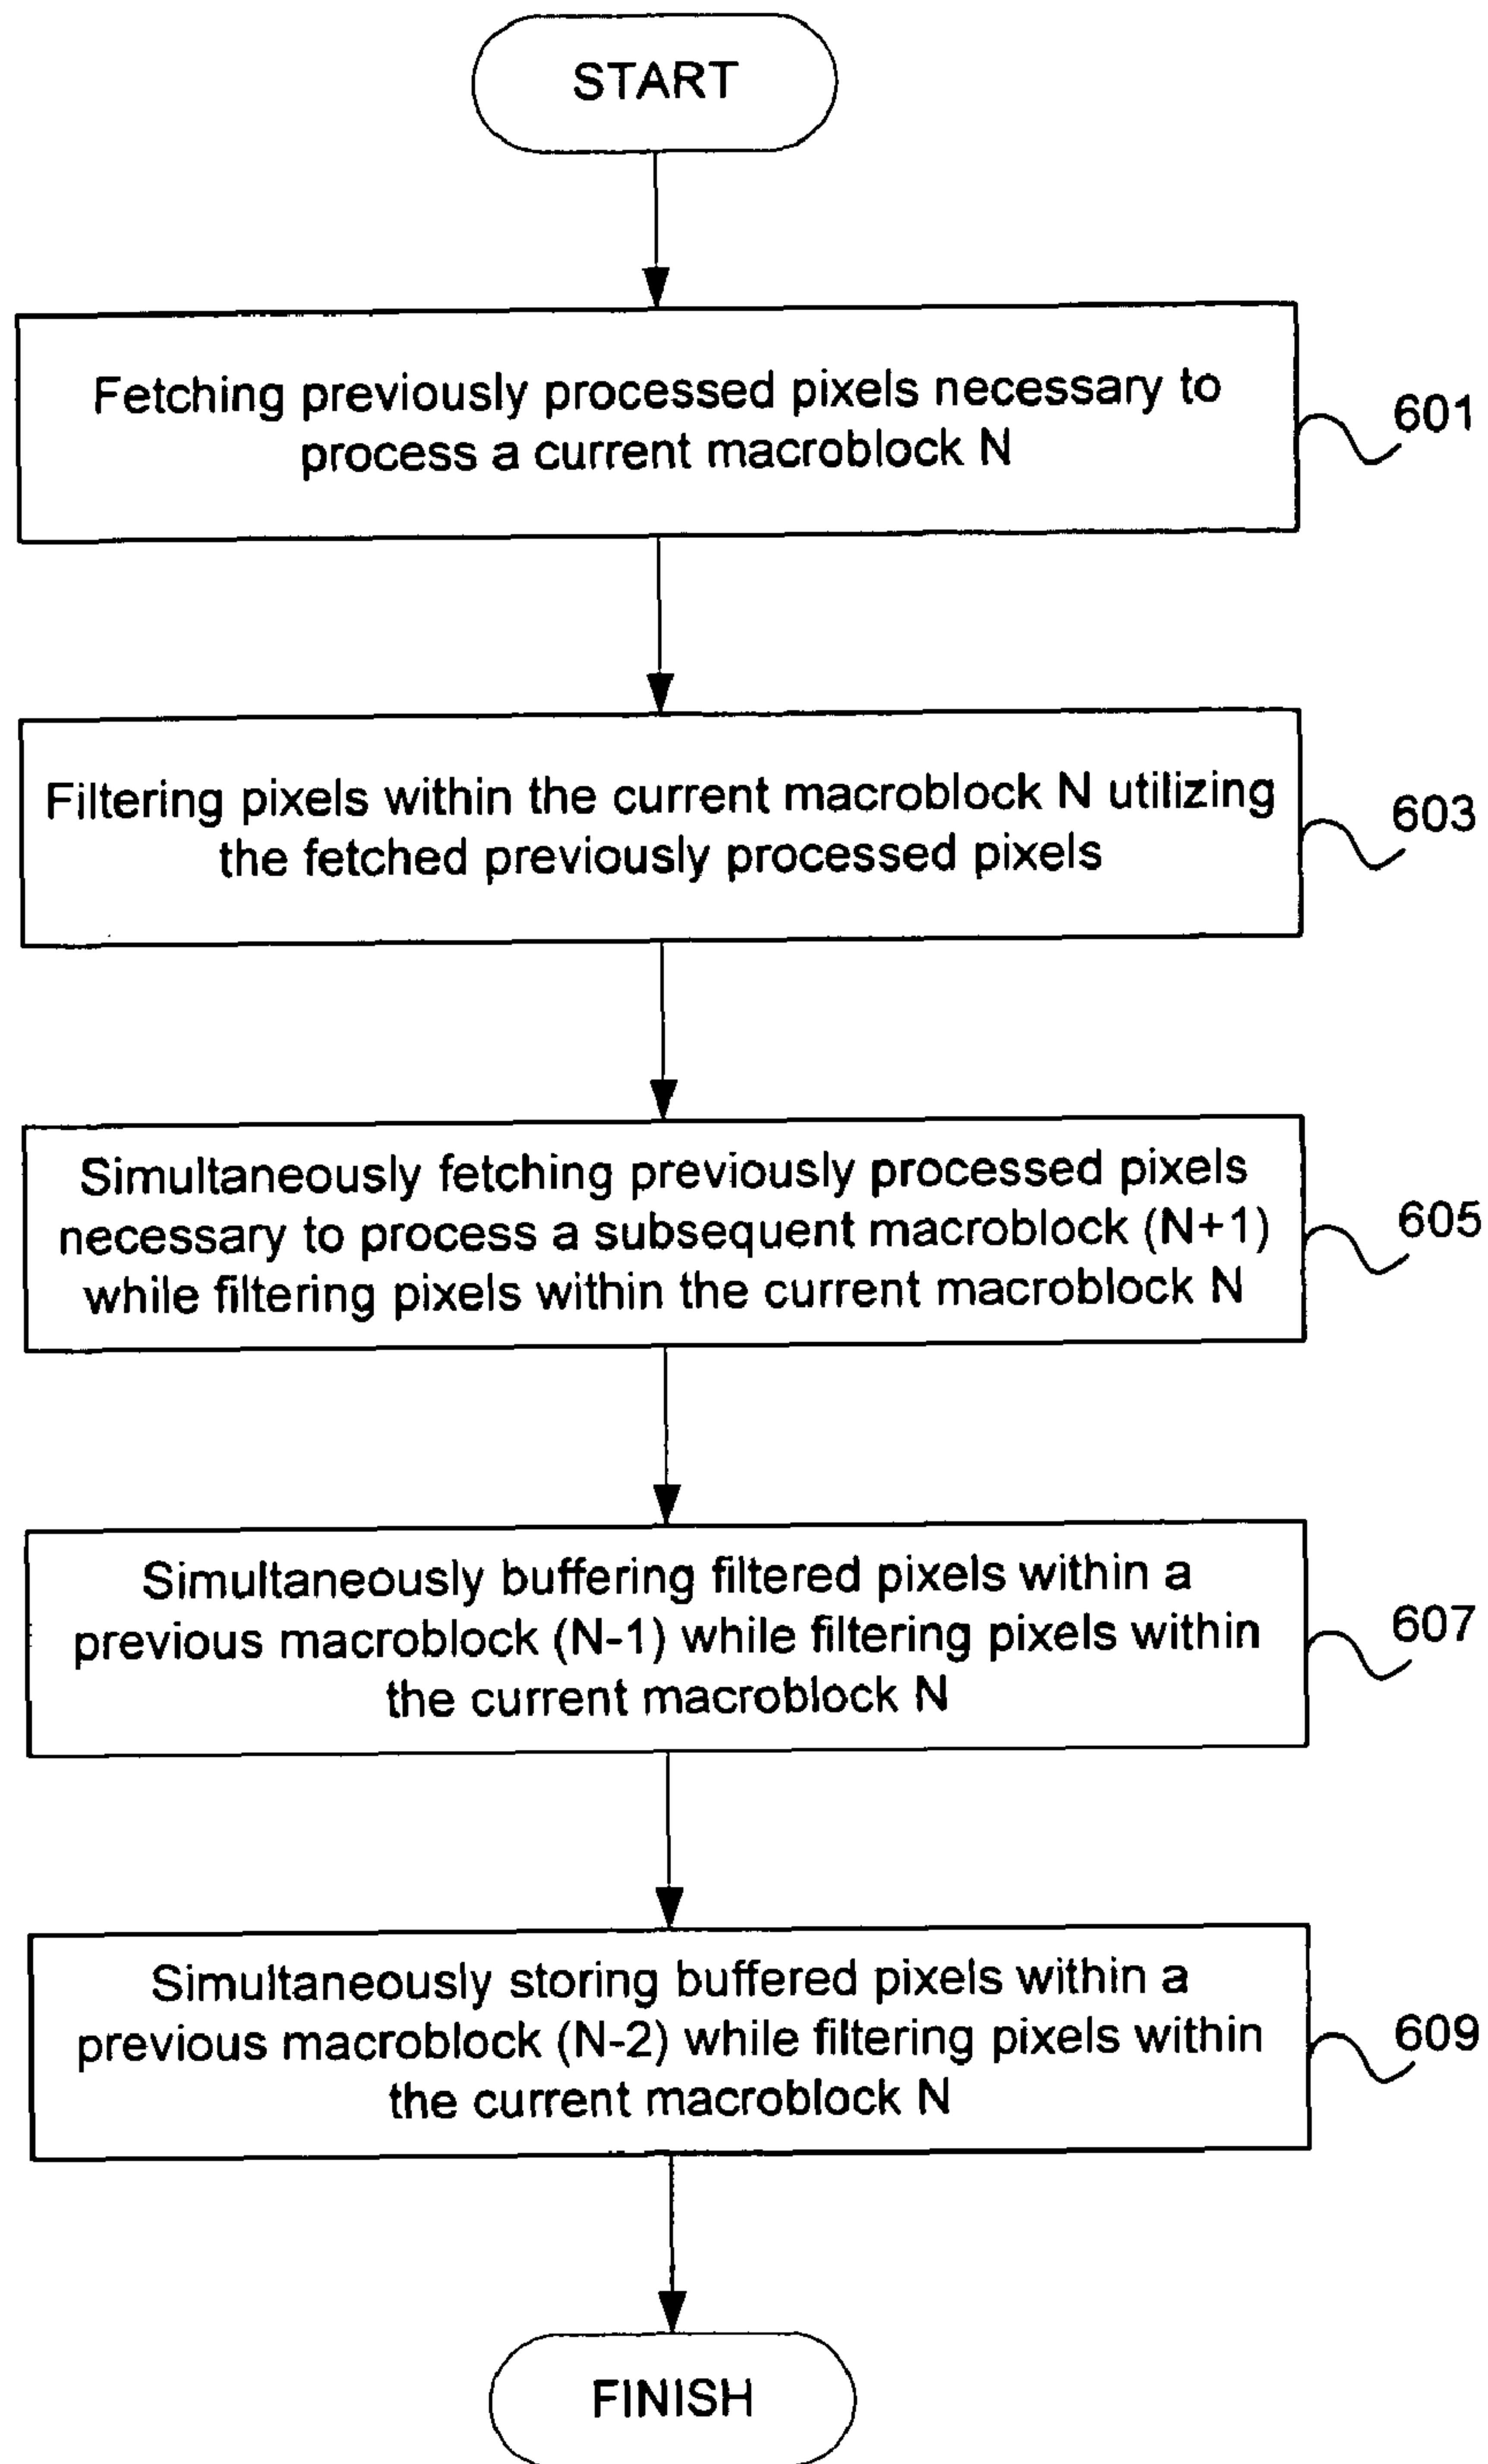 START
Fetching previously processed pixels necessary to
process a current macroblock N
601
Filtering pixels within the current macroblock N utilizing
the fetched previously processed pixels
603
Simultaneously fetching previously processed pixels
necessary to process a subsequent macroblock (N+1)
while filtering pixels within the current macroblock N
605
Simultaneously buffering filtered pixels within a
previous macroblock (N-1) while filtering pixels within
the current macroblock N
607
Simultaneously storing buffered pixels within a
previous macroblock (N-2) while filtering pixels within
the current macroblock N
609
FINISH